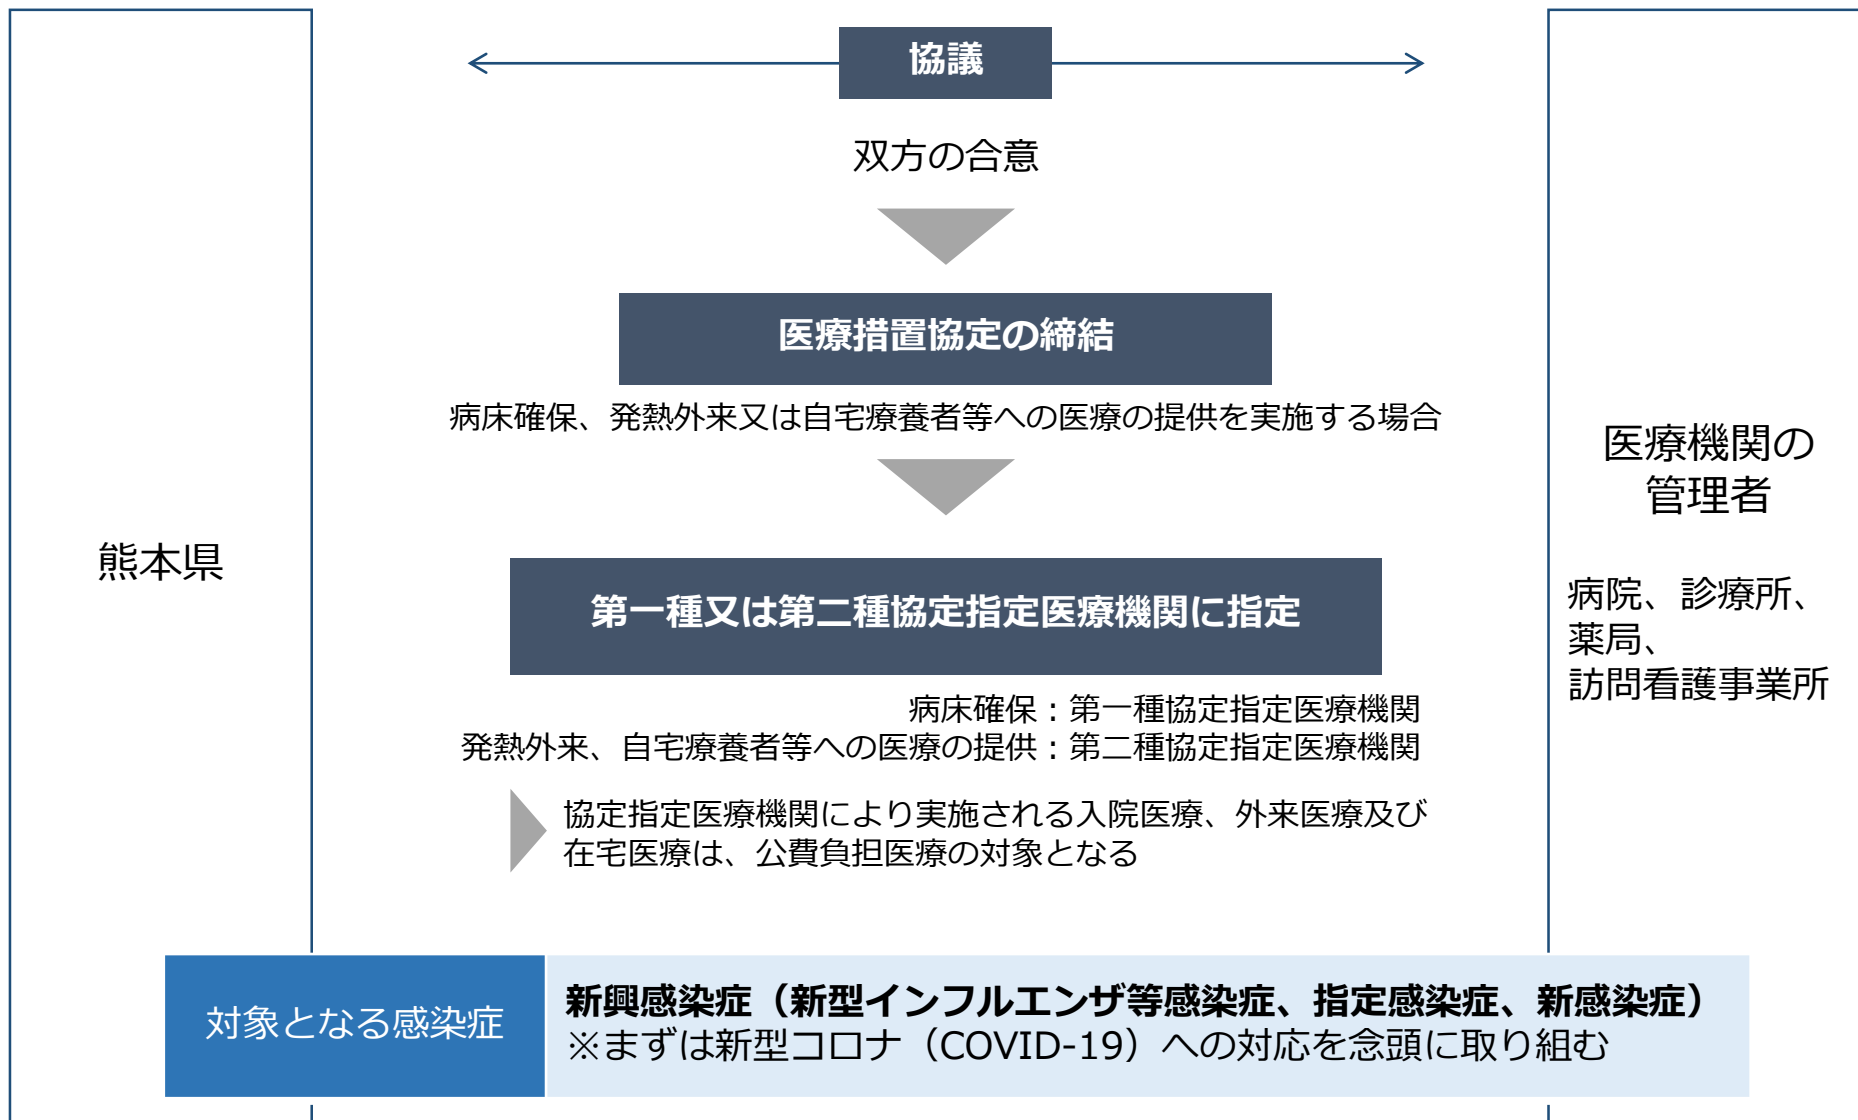 協議
双方の合意
医療措置協定の締結
病床確保、発熱外来又は自宅療養者等への医療の提供を実施する場合
熊本県
医療機関の
管理者
病院、診療所、
薬局、
訪問看護事業所
第一種又は第二種協定指定医療機関に指定
病床確保：第一種協定指定医療機関
発熱外来、自宅療養者等への医療の提供：第二種協定指定医療機関
協定指定医療機関により実施される入院医療、外来医療及び
在宅医療は、公費負担医療の対象となる
対象となる感染症
新興感染症（新型インフルエンザ等感染症、指定感染症、新感染症）
※まずは新型コロナ（COVID-19）への対応を念頭に取り組む